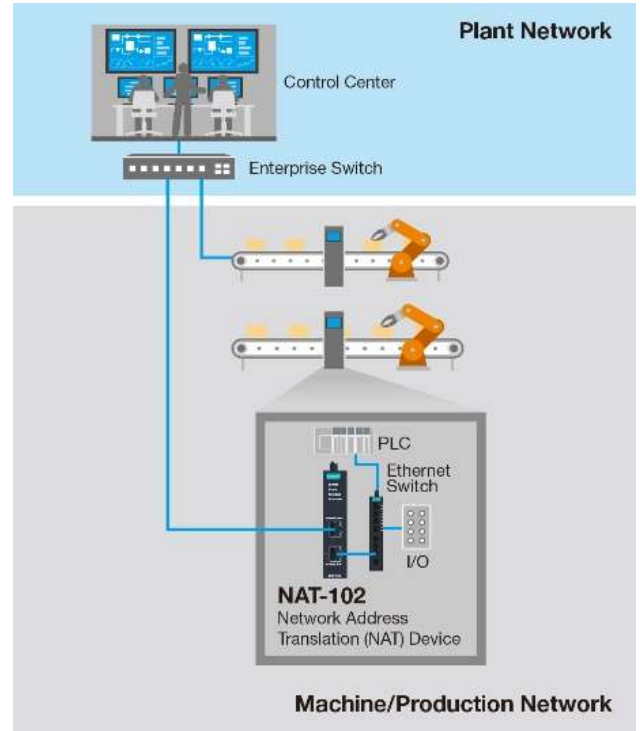 Plant Network
Control Center
Enterprise Switch
PLC
Ethernet
Switch
I/O
NAT-102
Network Address
Translation (NAT) Device
Machine/Production Network